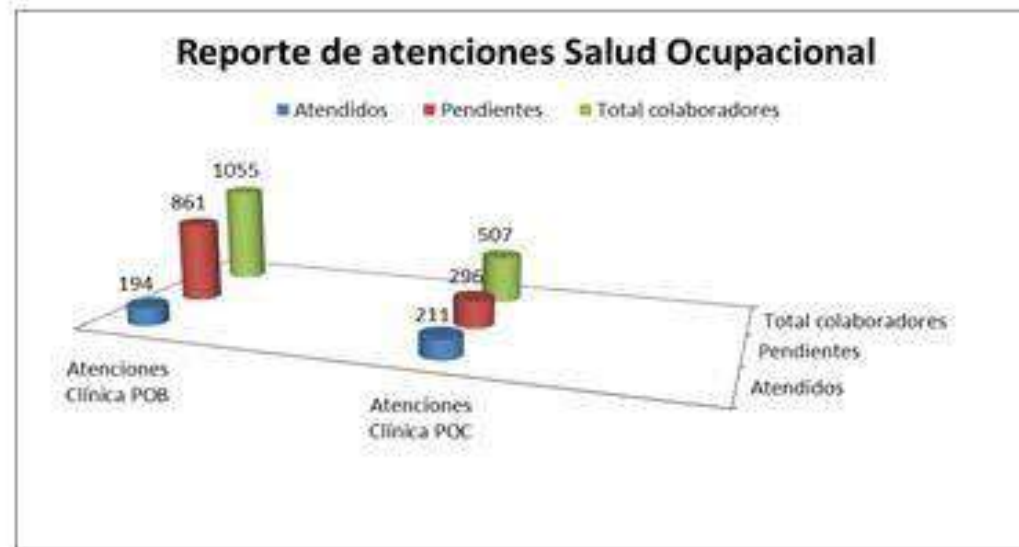 Reporte de atenciones Salud Ocupacional
Atendidos Pendientes Total colaboradores
1055
861
194
507
296
211
Total colaboradores
Pendientes
Atendidos
Atenciones
Clínica POB
Atenciones
Clínica POC